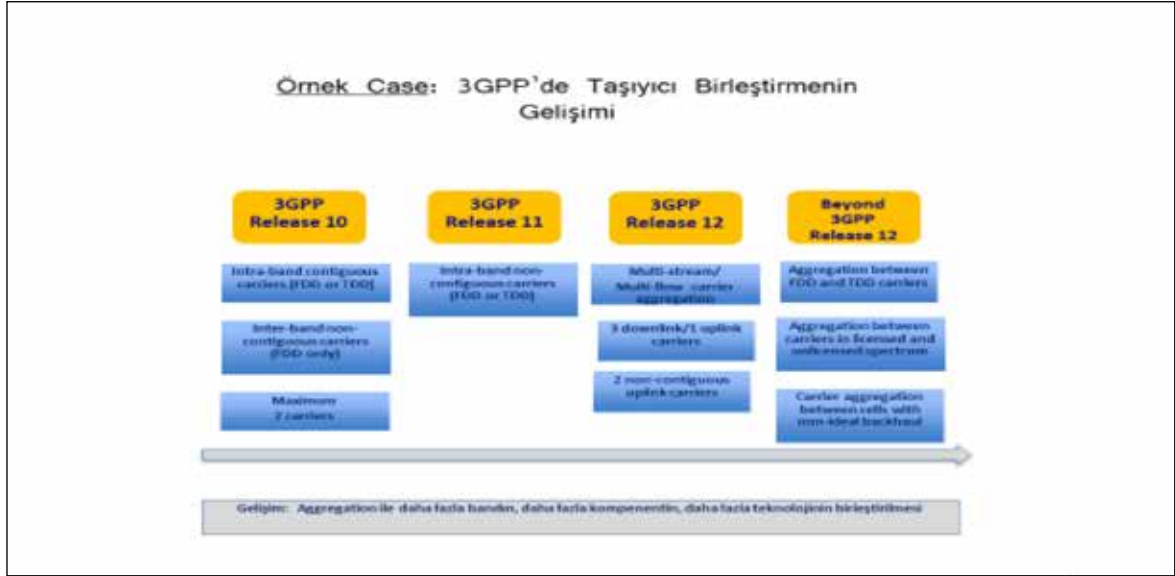 Örnek Case: 3GPP'de Taşıyıcı Birleştirmenin
Gelişimi
3GPP
Release 10
3GPP
Release 11
3GPP
Release 12
Beyond
3GPP
Release 12
Intra-band contiguous
carriers (FDD or TDD)
Inter-band non-
contiguous carriers
(FDD only)
Maximum
2 carriers
Intra-band non-
contiguous carriers
(FDD or TDD)
Multi-stream/
Multi-flow carrier
aggregation
3 downlink/1 uplink
carriers
2 non-contiguous
uplink carriers
Aggregation between
FDD and TDD carriers
Aggregation between
carriers in licensed and
unlicensed spectrum
Carrier aggregation
between cells with
non-ideal backhaul
Gelişim: Aggregation ile daha fazla bandın, daha fazla kompenentin, daha fazla teknolojinin birleştirilmesi